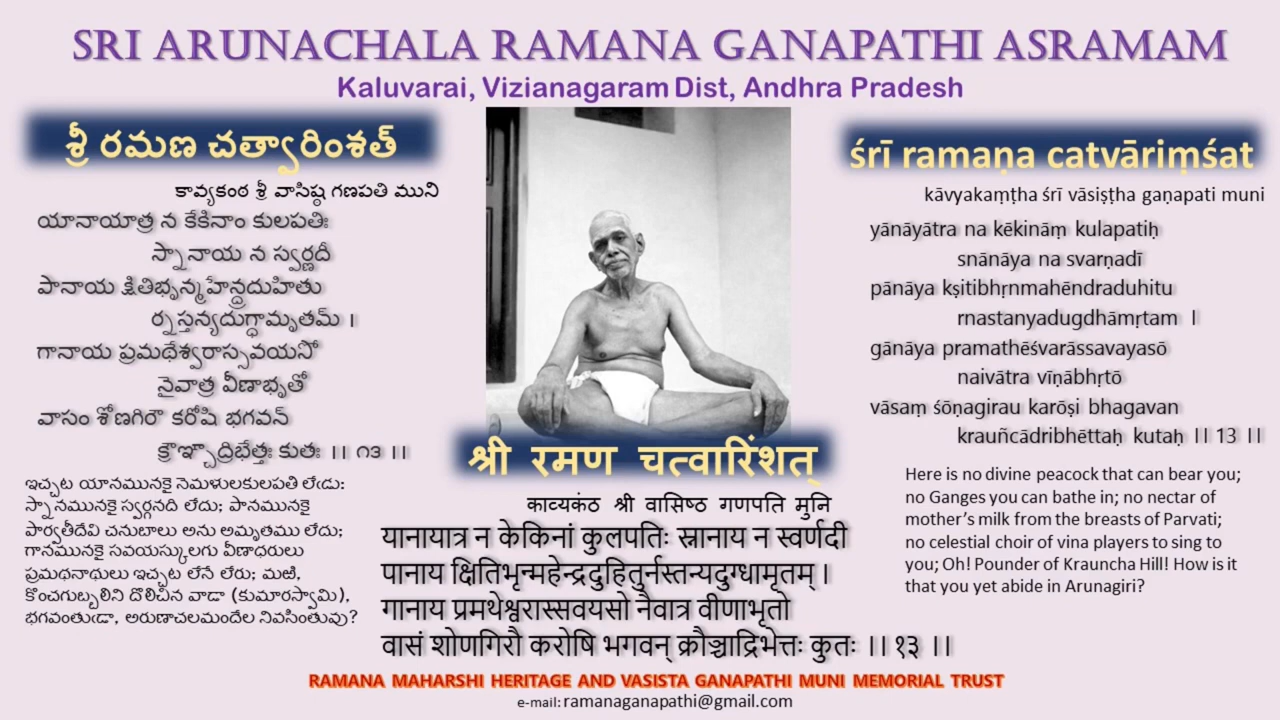 SRI ARUNACHALA RAMANA GANAPATHI ASRAMAM
Kaluvarai, Vizianagaram Dist, Andhra Pradesh
శ్రీ రమణ చత్వారింశత్
కావ్యకంఠ శ్రీ వాసిష్ఠ గణపతి ముని
యానాయాత్ర న కేకినాం కులపతిః
స్నానాయ న స్వర్ణదీ
పానాయ క్షితిభృన్మహేన్ద్రదుహితు
ర్నస్తన్యదుగ్ధామృతమ్ ।
గానాయ ప్రమథేశ్వరాస్సవయసో
నైవాత్ర వీణాభృతో
వాసం శోణగిరౌ కరోషి భగవన్
క్రౌఞ్చాద్రిభేత్తః కుతః ।। ౧౩ ।।
ఇచ్చట యానమునకై నెమళులకులపతి లేఁడు:
స్నానమునకై స్వర్గనది లేదు; పానమునకై
పార్వతీదేవి చనుబాలు అను అమృతము లేదు;
గానమునకై సవయస్కులగు వీణాధరులు
ప్రమథనాథులు ఇచ్చట లేనే లేరు; మఱి,
కొంచగుబ్బలిని దొలిచిన వాడా (కుమారస్వామి),
భగవంతుఁడా, అరుణాచలమందేల నివసింతువు?
श्री रमण चत्वारिंशत्
काव्यकंठ श्री वासिष्ठ गणपति मुनि
यानायात्र न केकिनां कुलपतिः स्नानाय न स्वर्णदी
पानाय क्षितिभृन्महेन्द्रदुहितुर्नस्तन्यदुग्धामृतम् ।
गानाय प्रमथेश्वरास्सवयसो नैवात्र वीणाभृतो
वासं शोणगिरौ करोषि भगवन् क्रौञ्चाद्रिभेत्तः कुतः ।। १३ ।।
śrī ramaṇa catvāriṃśat
kāvyakaṃṭha śrī vāsiṣṭha gaṇapati muni
yānāyātra na kēkināṃ kulapatiḥ
snānāya na svarṇadī
pānāya kṣitibhṛnmahēndraduhitu
rnastanyadugdhāmṛtam ।
gānāya pramathēśvarāssavayasō
naivātra vīṇābhṛtō
vāsaṃ śōṇagirau karōṣi bhagavan
krauñcādribhēttaḥ kutaḥ ।। 13 ।।
Here is no divine peacock that can bear you;
no Ganges you can bathe in; no nectar of
mother’s milk from the breasts of Parvati;
no celestial choir of vina players to sing to
you; Oh! Pounder of Krauncha Hill! How is it
that you yet abide in Arunagiri?
RAMANA MAHARSHI HERITAGE AND VASISTA GANAPATHI MUNI MEMORIAL TRUST
e-mail: ramanaganapathi@gmail.com